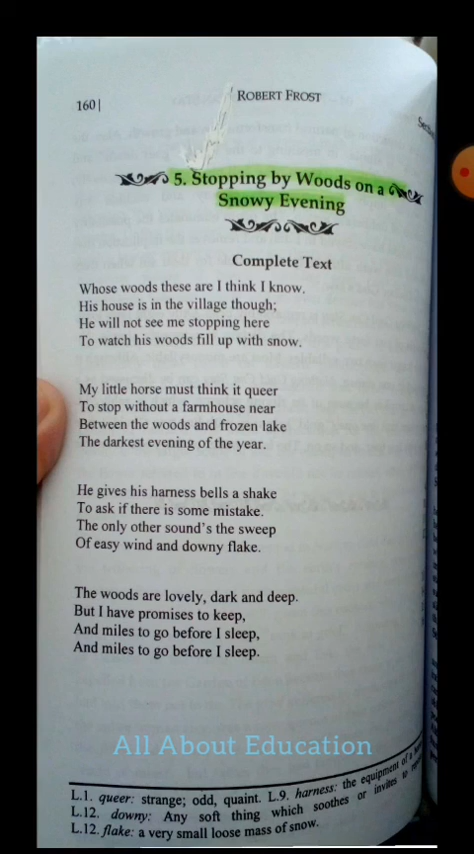 160|
ROBERT FROST
5. Stopping by Woods on a
Snowy Evening
Complete Text
Whose woods these are I think I know.
His house is in the village though;
He will not see me stopping here
To watch his woods fill up with snow.
My little horse must think it queer
To stop without a farmhouse near
Between the woods and frozen lake
The darkest evening of the year.
He gives his harness bells a shake
To ask if there is some mistake.
The only other sound's the sweep
Of easy wind and downy flake.
The woods are lovely, dark and deep.
But I have promises to keep,
And miles to go before I sleep,
And miles to go before I sleep.
All About Education
L.1. queer: strange; odd, quaint. L.9. harness: the equipment of a
L.12. downy: Any soft thing which soothes or invites to
L.12. flake: a very small loose mass of snow.